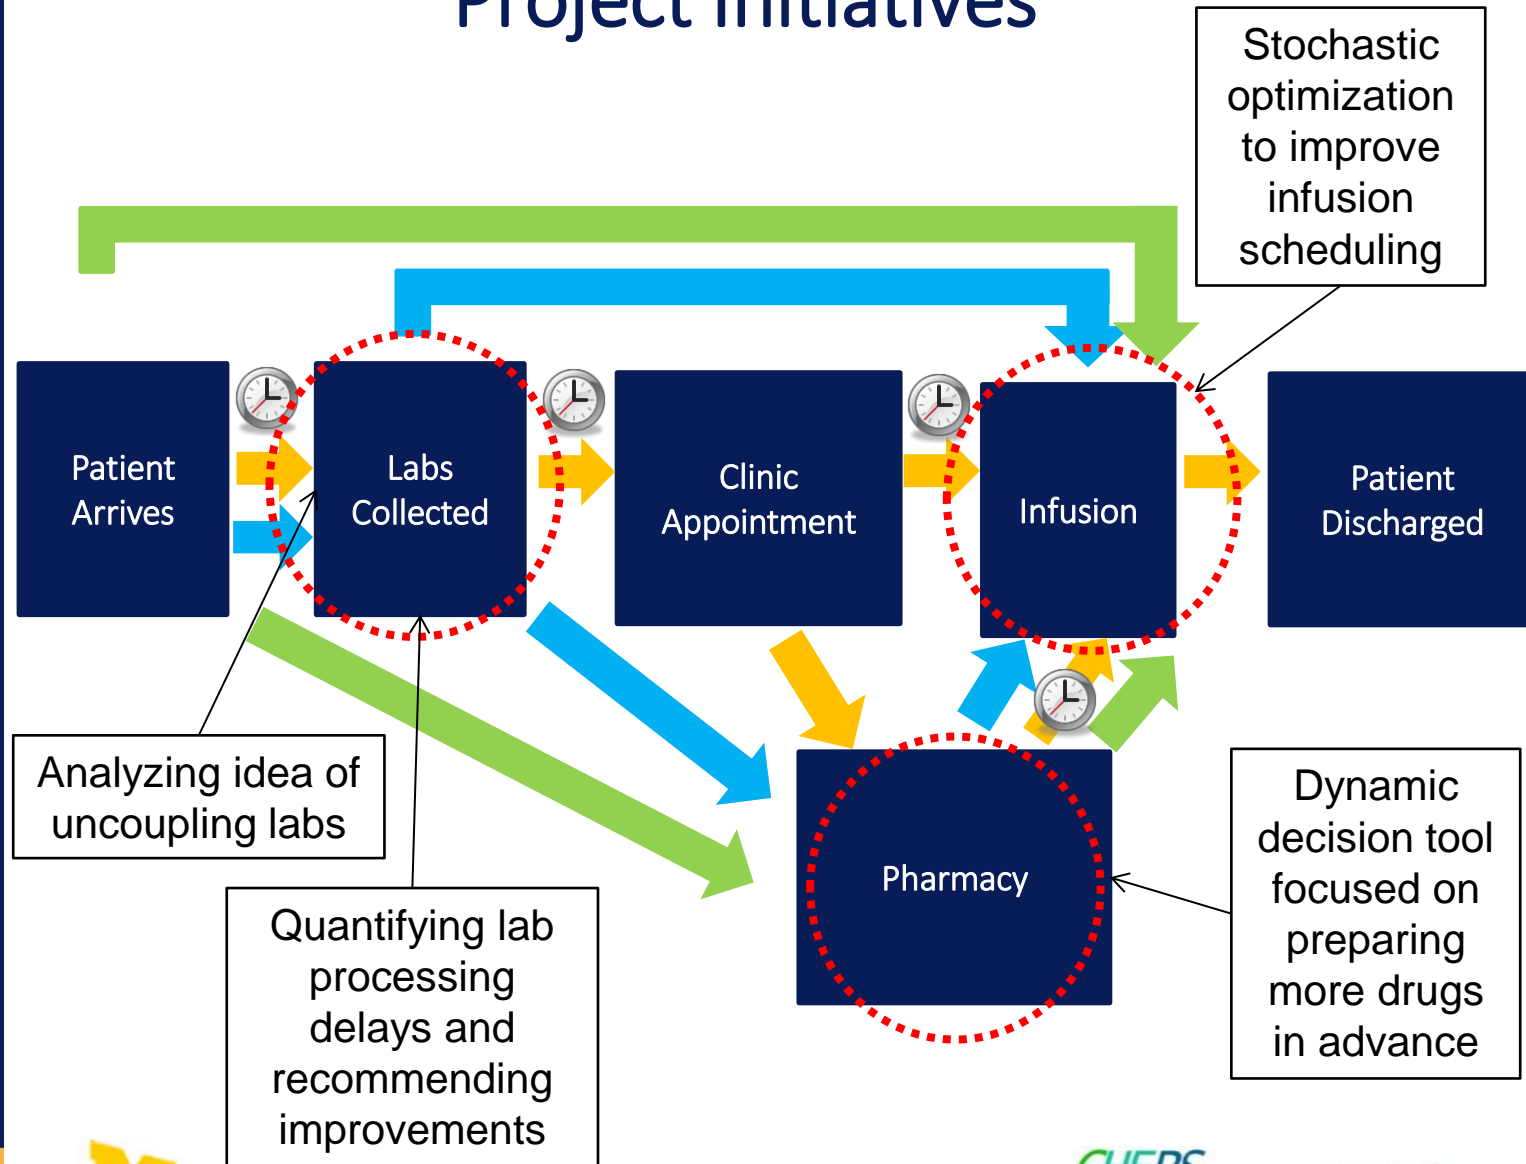 Project Initiatives
Stochastic
optimization
to improve
infusion
scheduling
Patient
Arrives
Labs
Collected
Clinic
Appointment
Infusion
Patient
Discharged
Analyzing idea of
uncoupling labs
Quantifying lab
processing
delays and
recommending
improvements
Pharmacy
Dynamic
decision tool
focused on
preparing
more drugs
in advance
CHEPS